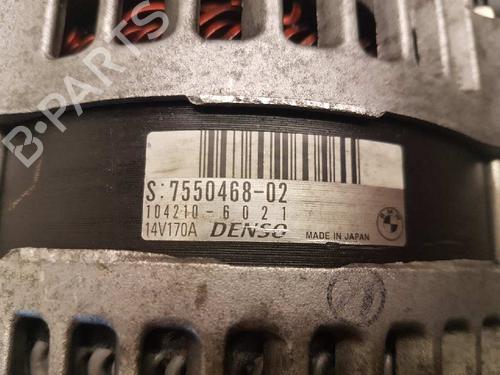 B-PARTS
S:7550468-02
104210-6021
14V170A DENSO MADE IN JAPAN